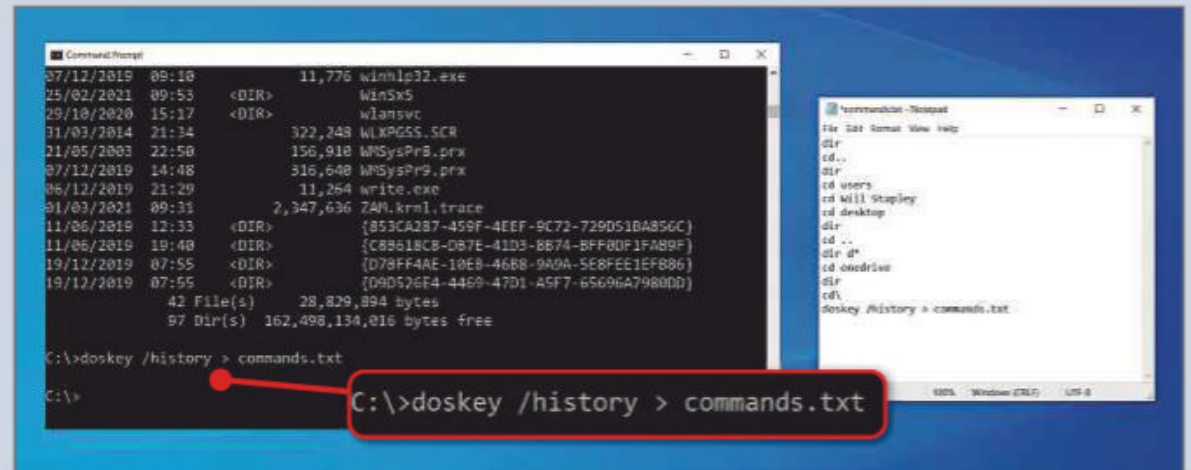 Command Prompt
07/12/2019 09:10 11,776 winhlp32.exe
25/02/2021 09:53 <DIR> WinSxS
29/10/2020 15:17 <DIR> wlansvc
31/03/2014 21:34 322,248 WLXPGSS.SCR
21/05/2003 22:50 156,910 WMSysPr8.prx
07/12/2019 14:48 316,640 WMSysPr9.prx
06/12/2019 21:29 11,264 write.exe
01/03/2021 09:31 2,347,636 ZAM.krnl.trace
11/06/2019 12:33 <DIR> {853CA287-459F-4EEF-9C72-729D51BA856C}
11/06/2019 19:40 <DIR> {C8B618CB-DB7E-41D3-8B74-BFF0DF1FAB9F}
19/12/2019 07:55 <DIR> {D78FF4AE-10EB-46B8-9A9A-5E8FEE1EFBB6}
19/12/2019 07:55 <DIR> {D9D526E4-4469-47D1-A5F7-65696A7980DD}
42 File(s) 28,829,894 bytes
97 Dir(s) 162,498,134,016 bytes free
C:\>doskey /history > commands.txt
C:\>
C:\>doskey /history > commands.txt
*commands.txt - Notepad
File Edit Format View Help
dir
cd..
dir
cd users
cd Will Stapley
cd desktop
dir
cd ..
dir d*
cd onedrive
dir
cd\
doskey /history > commands.txt
100% Windows (CRLF) UTF-8